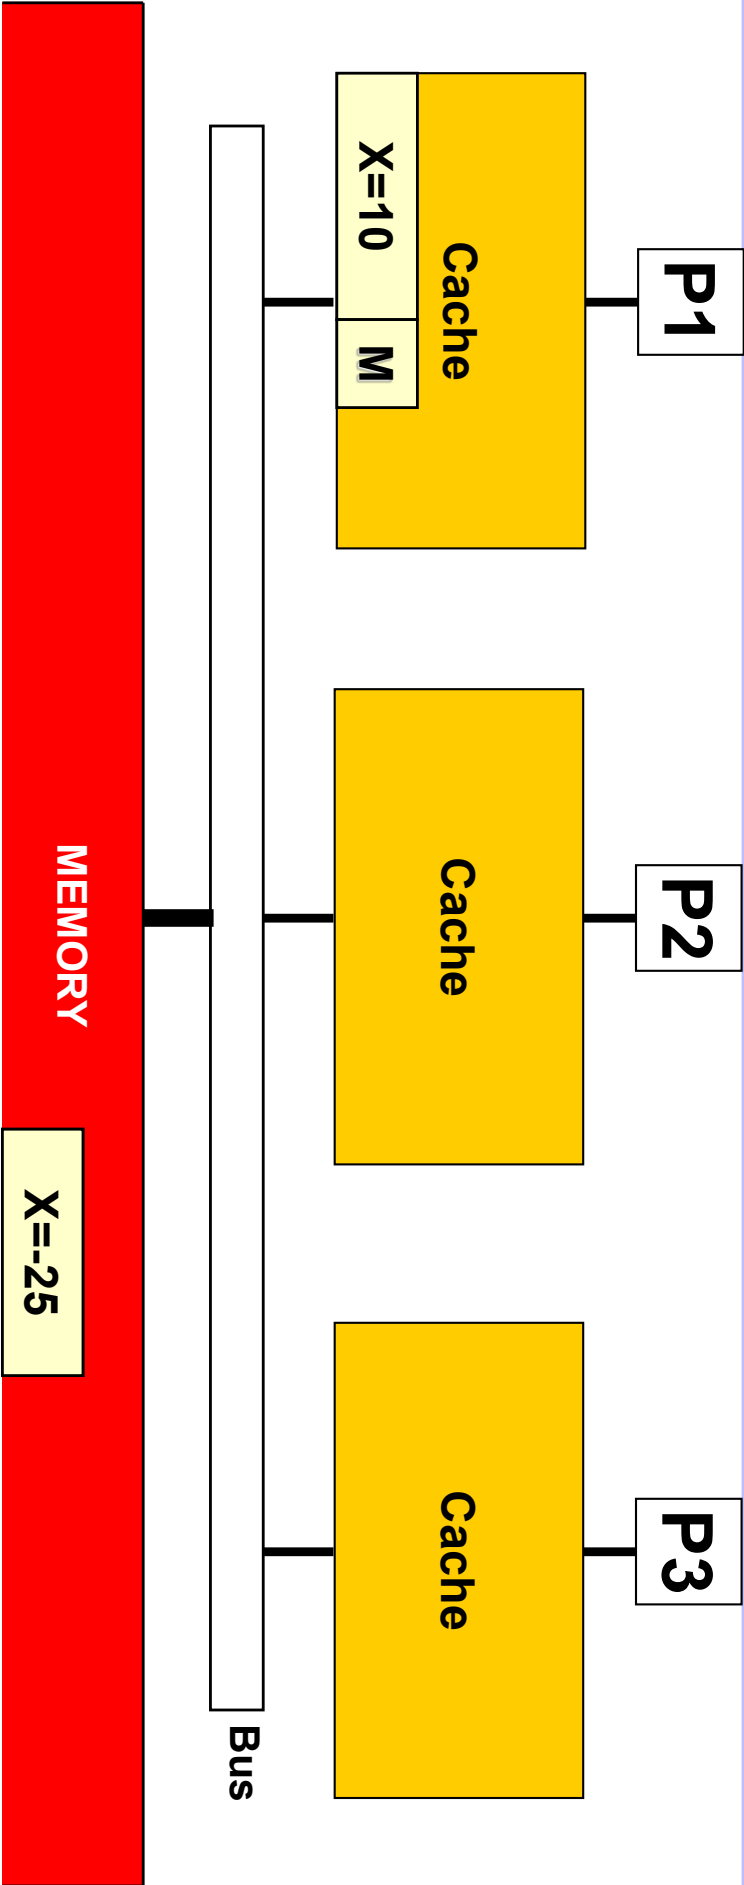 P1
P2
P3
Cache
Cache
Cache
X=10
M
Bus
MEMORY
X=-25